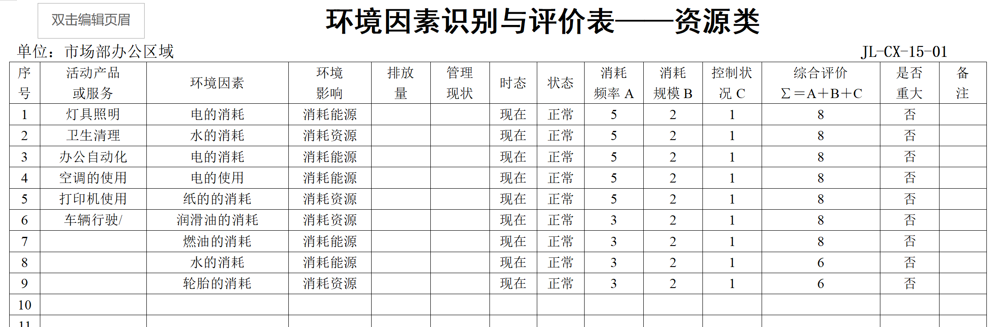 双击编辑页眉
环境因素识别与评价表——资源类
单位：市场部办公区域 JL-CX-15-01
序号 活动产品或服务 环境因素 环境影响 排放量 管理现状 时态 状态 消耗频率 A 消耗规模 B 控制状况 C 综合评价 Σ＝A＋B＋C 是否重大 备注
1 灯具照明 电的消耗 消耗能源 现在 正常 5 2 1 8 否
2 卫生清理 水的消耗 消耗资源 现在 正常 5 2 1 8 否
3 办公自动化 电的消耗 消耗能源 现在 正常 5 2 1 8 否
4 空调的使用 电的使用 消耗能源 现在 正常 5 2 1 8 否
5 打印机使用 纸的的消耗 消耗资源 现在 正常 5 2 1 8 否
6 车辆行驶/ 润滑油的消耗 消耗资源 现在 正常 3 2 1 8 否
7 燃油的消耗 消耗能源 现在 正常 3 2 1 8 否
8 水的消耗 消耗能源 现在 正常 3 2 1 6 否
9 轮胎的消耗 消耗资源 现在 正常 3 2 1 6 否
10
11